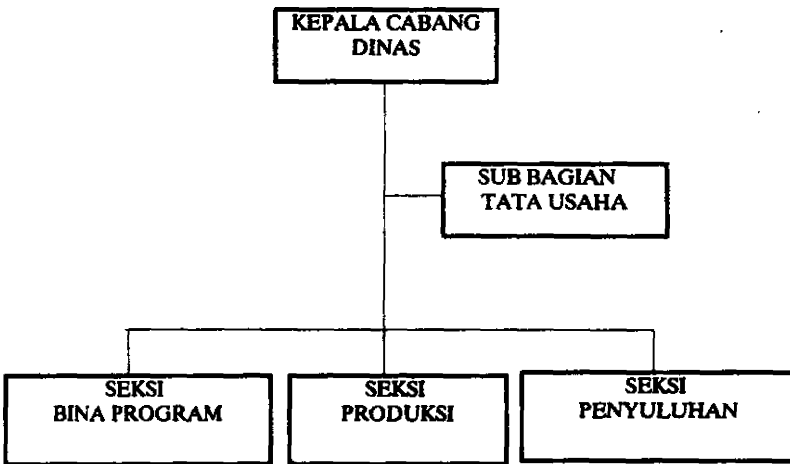 KEPALA CABANG
DINAS
SUB BAGIAN
TATA USAHA
SEKSI
BINA PROGRAM
SEKSI
PRODUKSI
SEKSI
PENYULUHAN